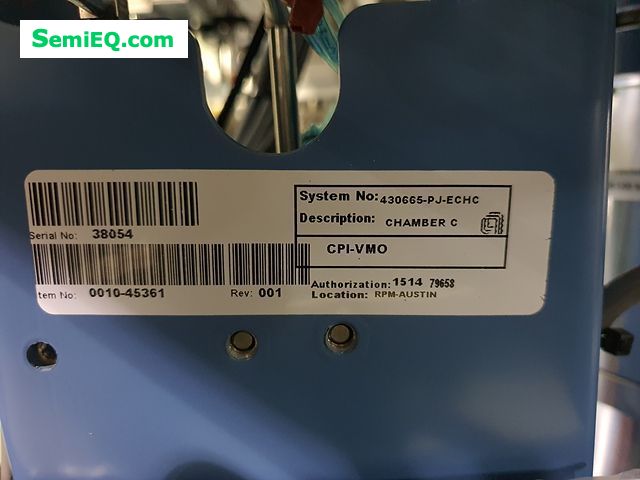 SemiEQ.com
System No: 430665-PJ-ECHC
Description: CHAMBER C
Serial No: 38054
CPI-VMO
Authorization: 1514 79658
tem No: 0010-45361 Rev: 001
Location: RPM-AUSTIN